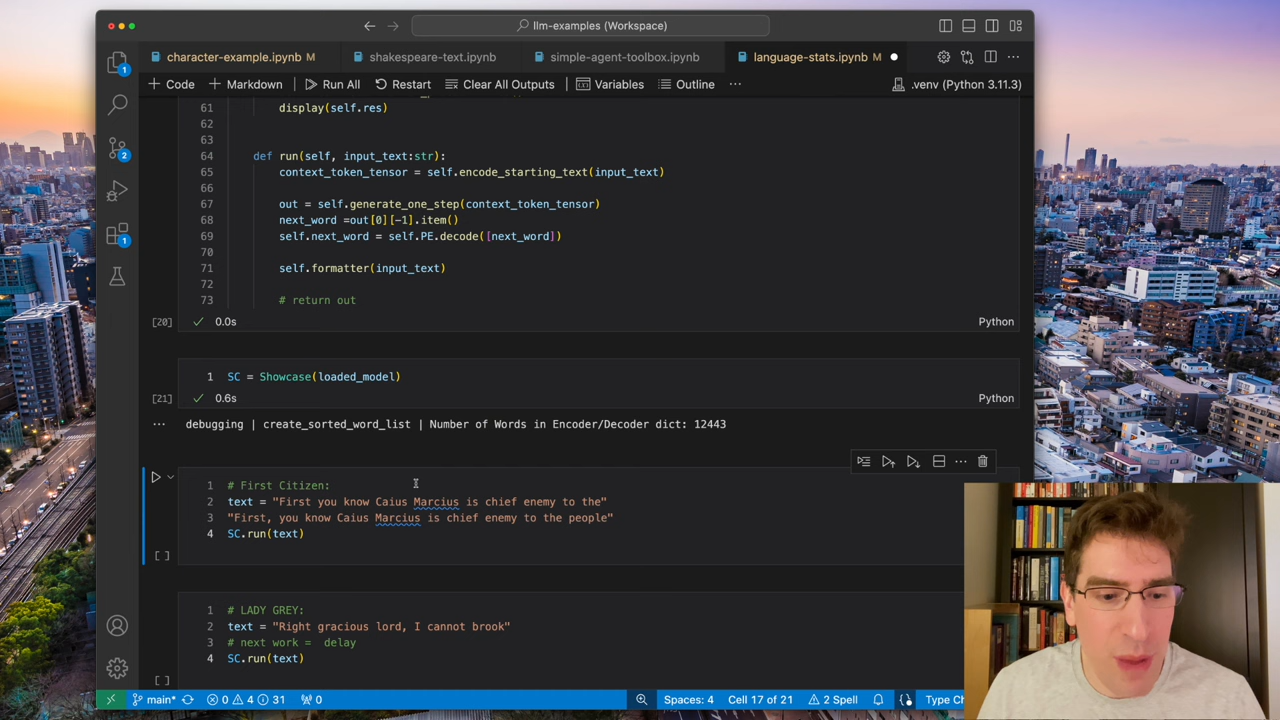 llm-examples (Workspace)
character-example.ipynb M
shakespeare-text.ipynb
simple-agent-toolbox.ipynb
language-stats.ipynb M
+ Code + Markdown Run All Restart Clear All Outputs Variables Outline ... .venv (Python 3.11.3)
61 display(self.res)
62
63
64 def run(self, input_text:str):
65 context_token_tensor = self.encode_starting_text(input_text)
66
67 out = self.generate_one_step(context_token_tensor)
68 next_word =out[0][-1].item()
69 self.next_word = self.PE.decode([next_word])
70
71 self.formatter(input_text)
72
73 # return out
[20] 0.0s Python
1 SC = Showcase(loaded_model)
[21] 0.6s Python
... debugging | create_sorted_word_list | Number of Words in Encoder/Decoder dict: 12443
1 # First Citizen:
2 text = "First you know Caius Marcius is chief enemy to the"
3 "First, you know Caius Marcius is chief enemy to the people"
4 SC.run(text)
[ ]
1 # LADY GREY:
2 text = "Right gracious lord, I cannot brook"
3 # next work = delay
4 SC.run(text)
[ ]
1
2
1
main* 0 4 31 0 Spaces: 4 Cell 17 of 21 2 Spell Type